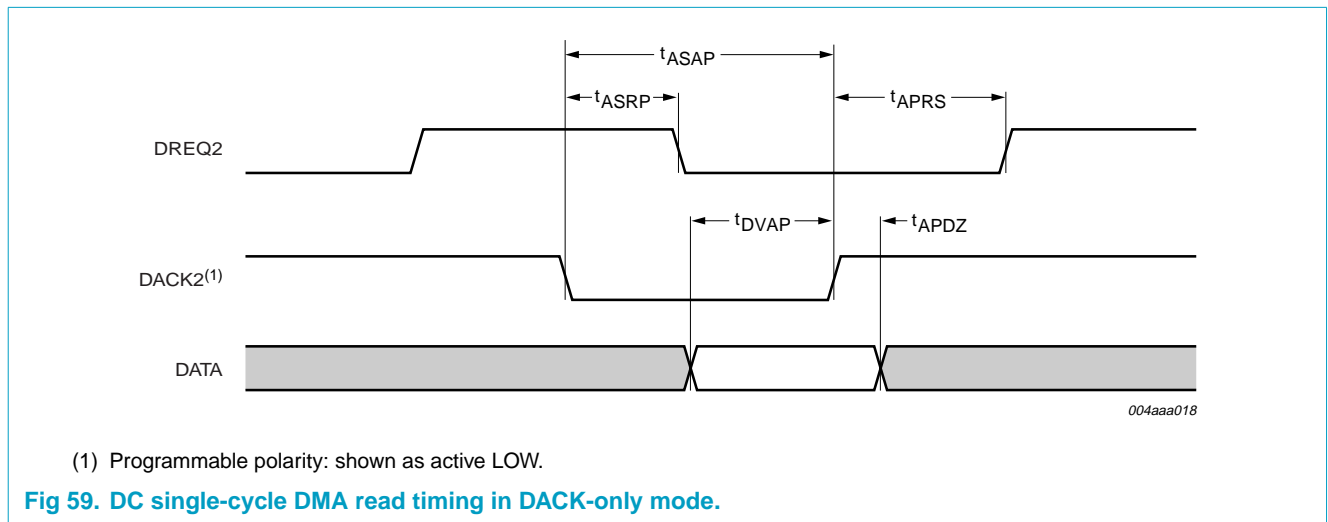 tASAP
tASRP
tAPRS
DREQ2
tDVAP
tAPDZ
DACK2(1)
DATA
004aaa018
(1) Programmable polarity: shown as active LOW.
Fig 59. DC single-cycle DMA read timing in DACK-only mode.